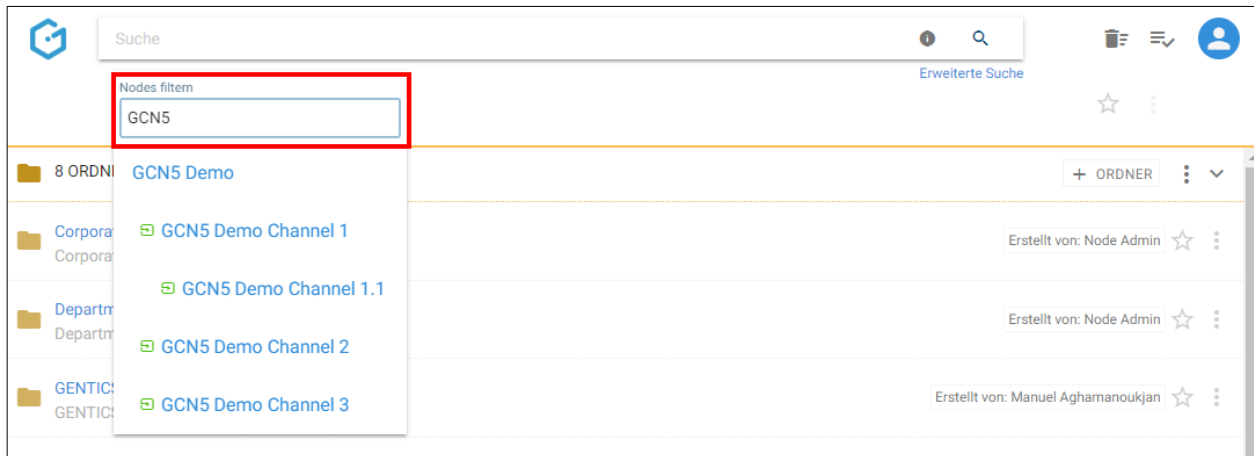 Suche
Erweiterte Suche
Nodes filtern
GCN5
8 ORDN
+ ORDNER
GCN5 Demo
GCN5 Demo Channel 1
GCN5 Demo Channel 1.1
GCN5 Demo Channel 2
GCN5 Demo Channel 3
Corpora
Corpora
Erstellt von: Node Admin
Departm
Departm
Erstellt von: Node Admin
GENTICS
GENTICS
Erstellt von: Manuel Aghamanoukjan